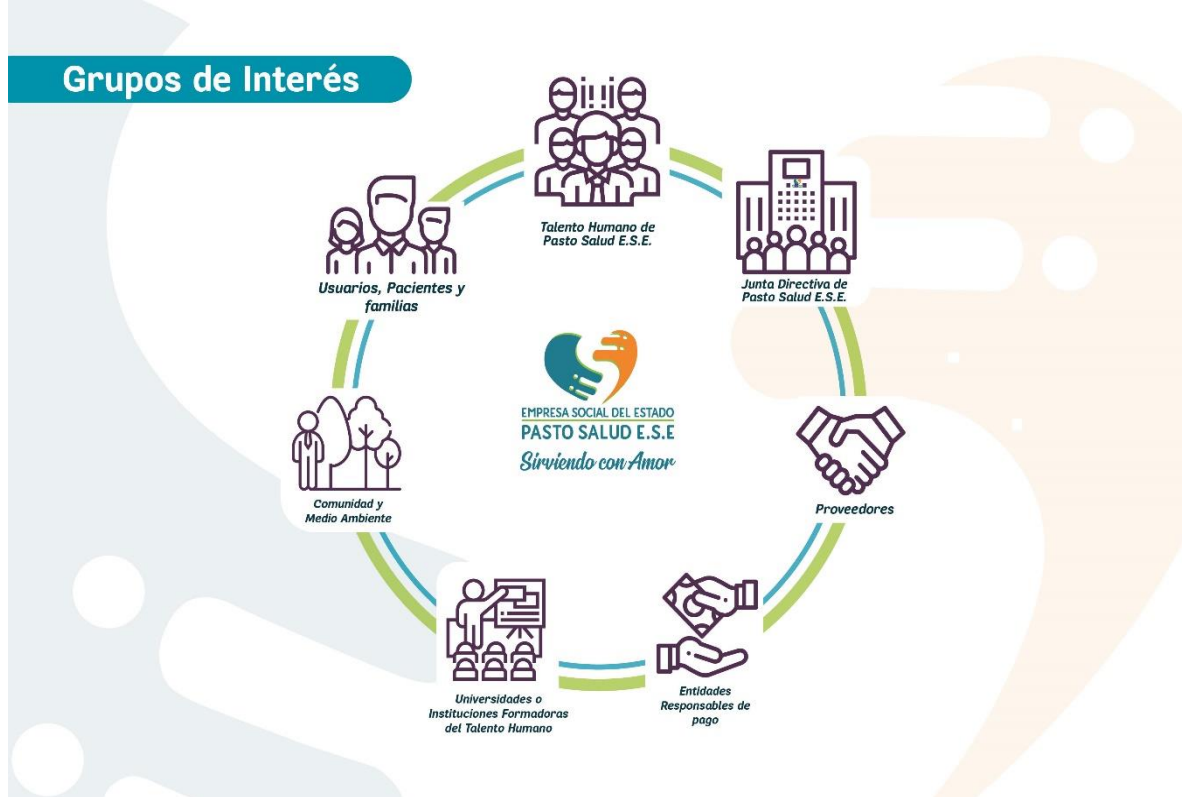 Grupos de Interés
Talento Humano de
Pasto Salud E.S.E.
Junta Directiva de
Pasto Salud E.S.E.
Usuarios, Pacientes y
familias
EMPRESA SOCIAL DEL ESTADO
PASTO SALUD E.S.E
Sirviendo con Amor
Comunidad y
Medio Ambiente
Proveedores
Universidades o
Instituciones Formadoras
del Talento Humano
Entidades
Responsables de
pago